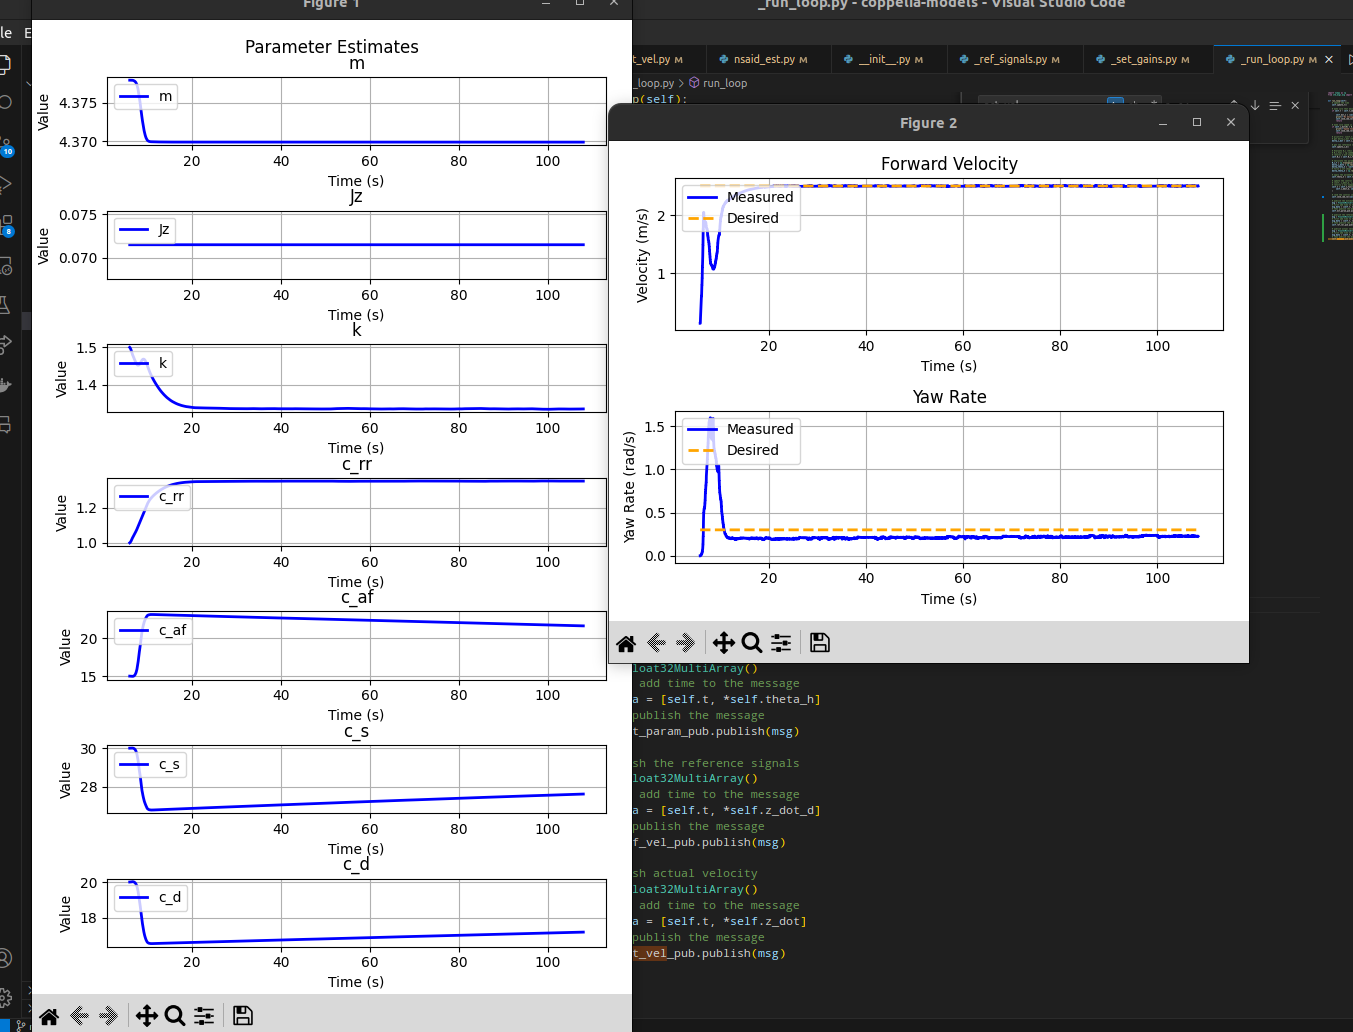 Figure 1
_run_loop.py - coppelia-models - Visual Studio Code
le E
t_vel.py M
nsaid_est.py M
__init__.py M
_ref_signals.py M
_set_gains.py M
_run_loop.py M
_loop.py > run_loop
p(self):
10
8
Parameter Estimates
m
m
Value
4.375
4.370
20 40 60 80 100
Time (s)
Jz
Jz
Value
0.075
0.070
20 40 60 80 100
Time (s)
k
k
Value
1.5
1.4
20 40 60 80 100
Time (s)
c_rr
c_rr
Value
1.2
1.0
20 40 60 80 100
Time (s)
c_af
c_af
Value
20
15
20 40 60 80 100
Time (s)
c_s
c_s
Value
30
28
20 40 60 80 100
Time (s)
c_d
c_d
Value
20
18
20 40 60 80 100
Time (s)
Figure 2
Forward Velocity
Measured
Desired
Velocity (m/s)
2
1
20 40 60 80 100
Time (s)
Yaw Rate
Measured
Desired
Yaw Rate (rad/s)
1.5
1.0
0.5
0.0
20 40 60 80 100
Time (s)
loat32MultiArray()
add time to the message
a = [self.t, *self.theta_h]
publish the message
t_param_pub.publish(msg)
sh the reference signals
loat32MultiArray()
add time to the message
a = [self.t, *self.z_dot_d]
publish the message
f_vel_pub.publish(msg)
sh actual velocity
loat32MultiArray()
add time to the message
a = [self.t, *self.z_dot]
publish the message
t_vel_pub.publish(msg)